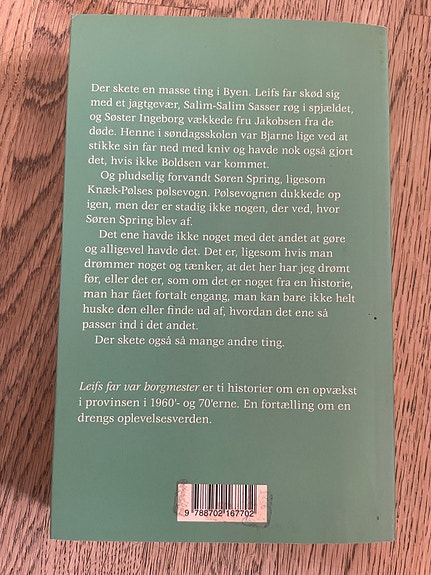 Der skete en masse ting i Byen. Leifs far skød sig
med et jagtgevær, Salim-Salim Sasser røg i spjældet,
og Søster Ingeborg vækkede fru Jakobsen fra de
døde. Henne i søndagsskolen var Bjarne lige ved at
stikke sin far ned med kniv og havde nok også gjort
det, hvis ikke Boldsen var kommet.
Og pludselig forvandt Søren Spring, ligesom
Knæk-Pølses pølsevogn. Pølsevognen dukkede op
igen, men der er stadig ikke nogen, der ved, hvor
Søren Spring blev af.
Det ene havde ikke noget med det andet at gøre
og alligevel havde det. Det er, ligesom hvis man
drømmer noget og tænker, at det her har jeg drømt
før, eller det er, som om det er noget fra en historie,
man har fået fortalt engang, man kan bare ikke helt
huske den eller finde ud af, hvordan det ene så
passer ind i det andet.
Der skete også så mange andre ting.
Leifs far var borgmester er ti historier om en opvækst
i provinsen i 1960'- og 70'erne. En fortælling om en
drengs oplevelsesverden.
9 788702 167702